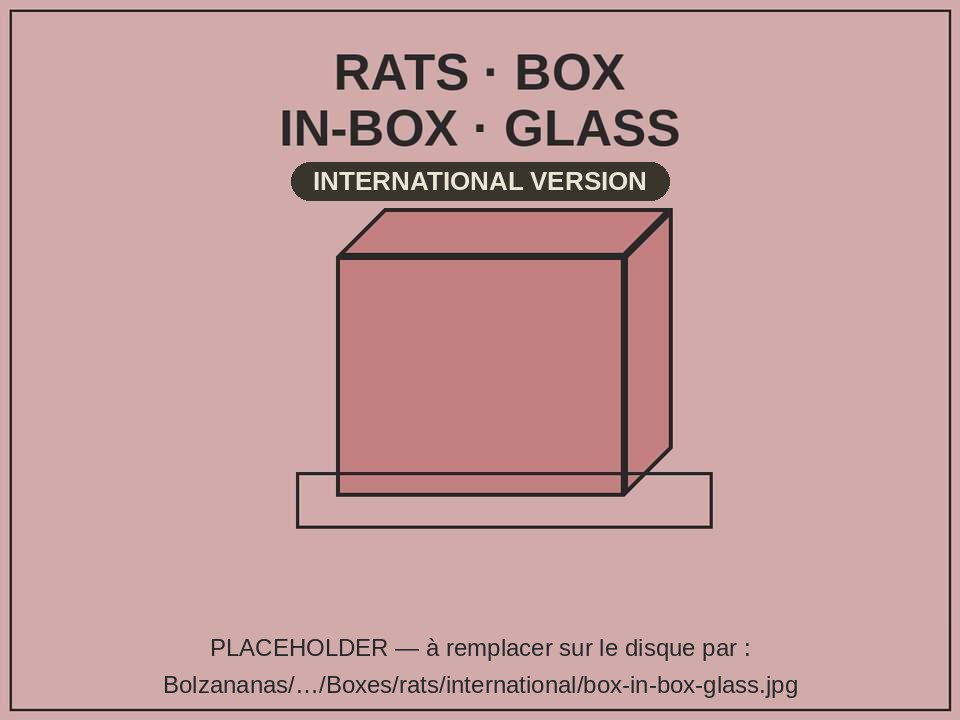 RATS · BOX
IN-BOX · GLASS
INTERNATIONAL VERSION
PLACEHOLDER — à remplacer sur le disque par :
Bolzananas/…/Boxes/rats/international/box-in-box-glass.jpg